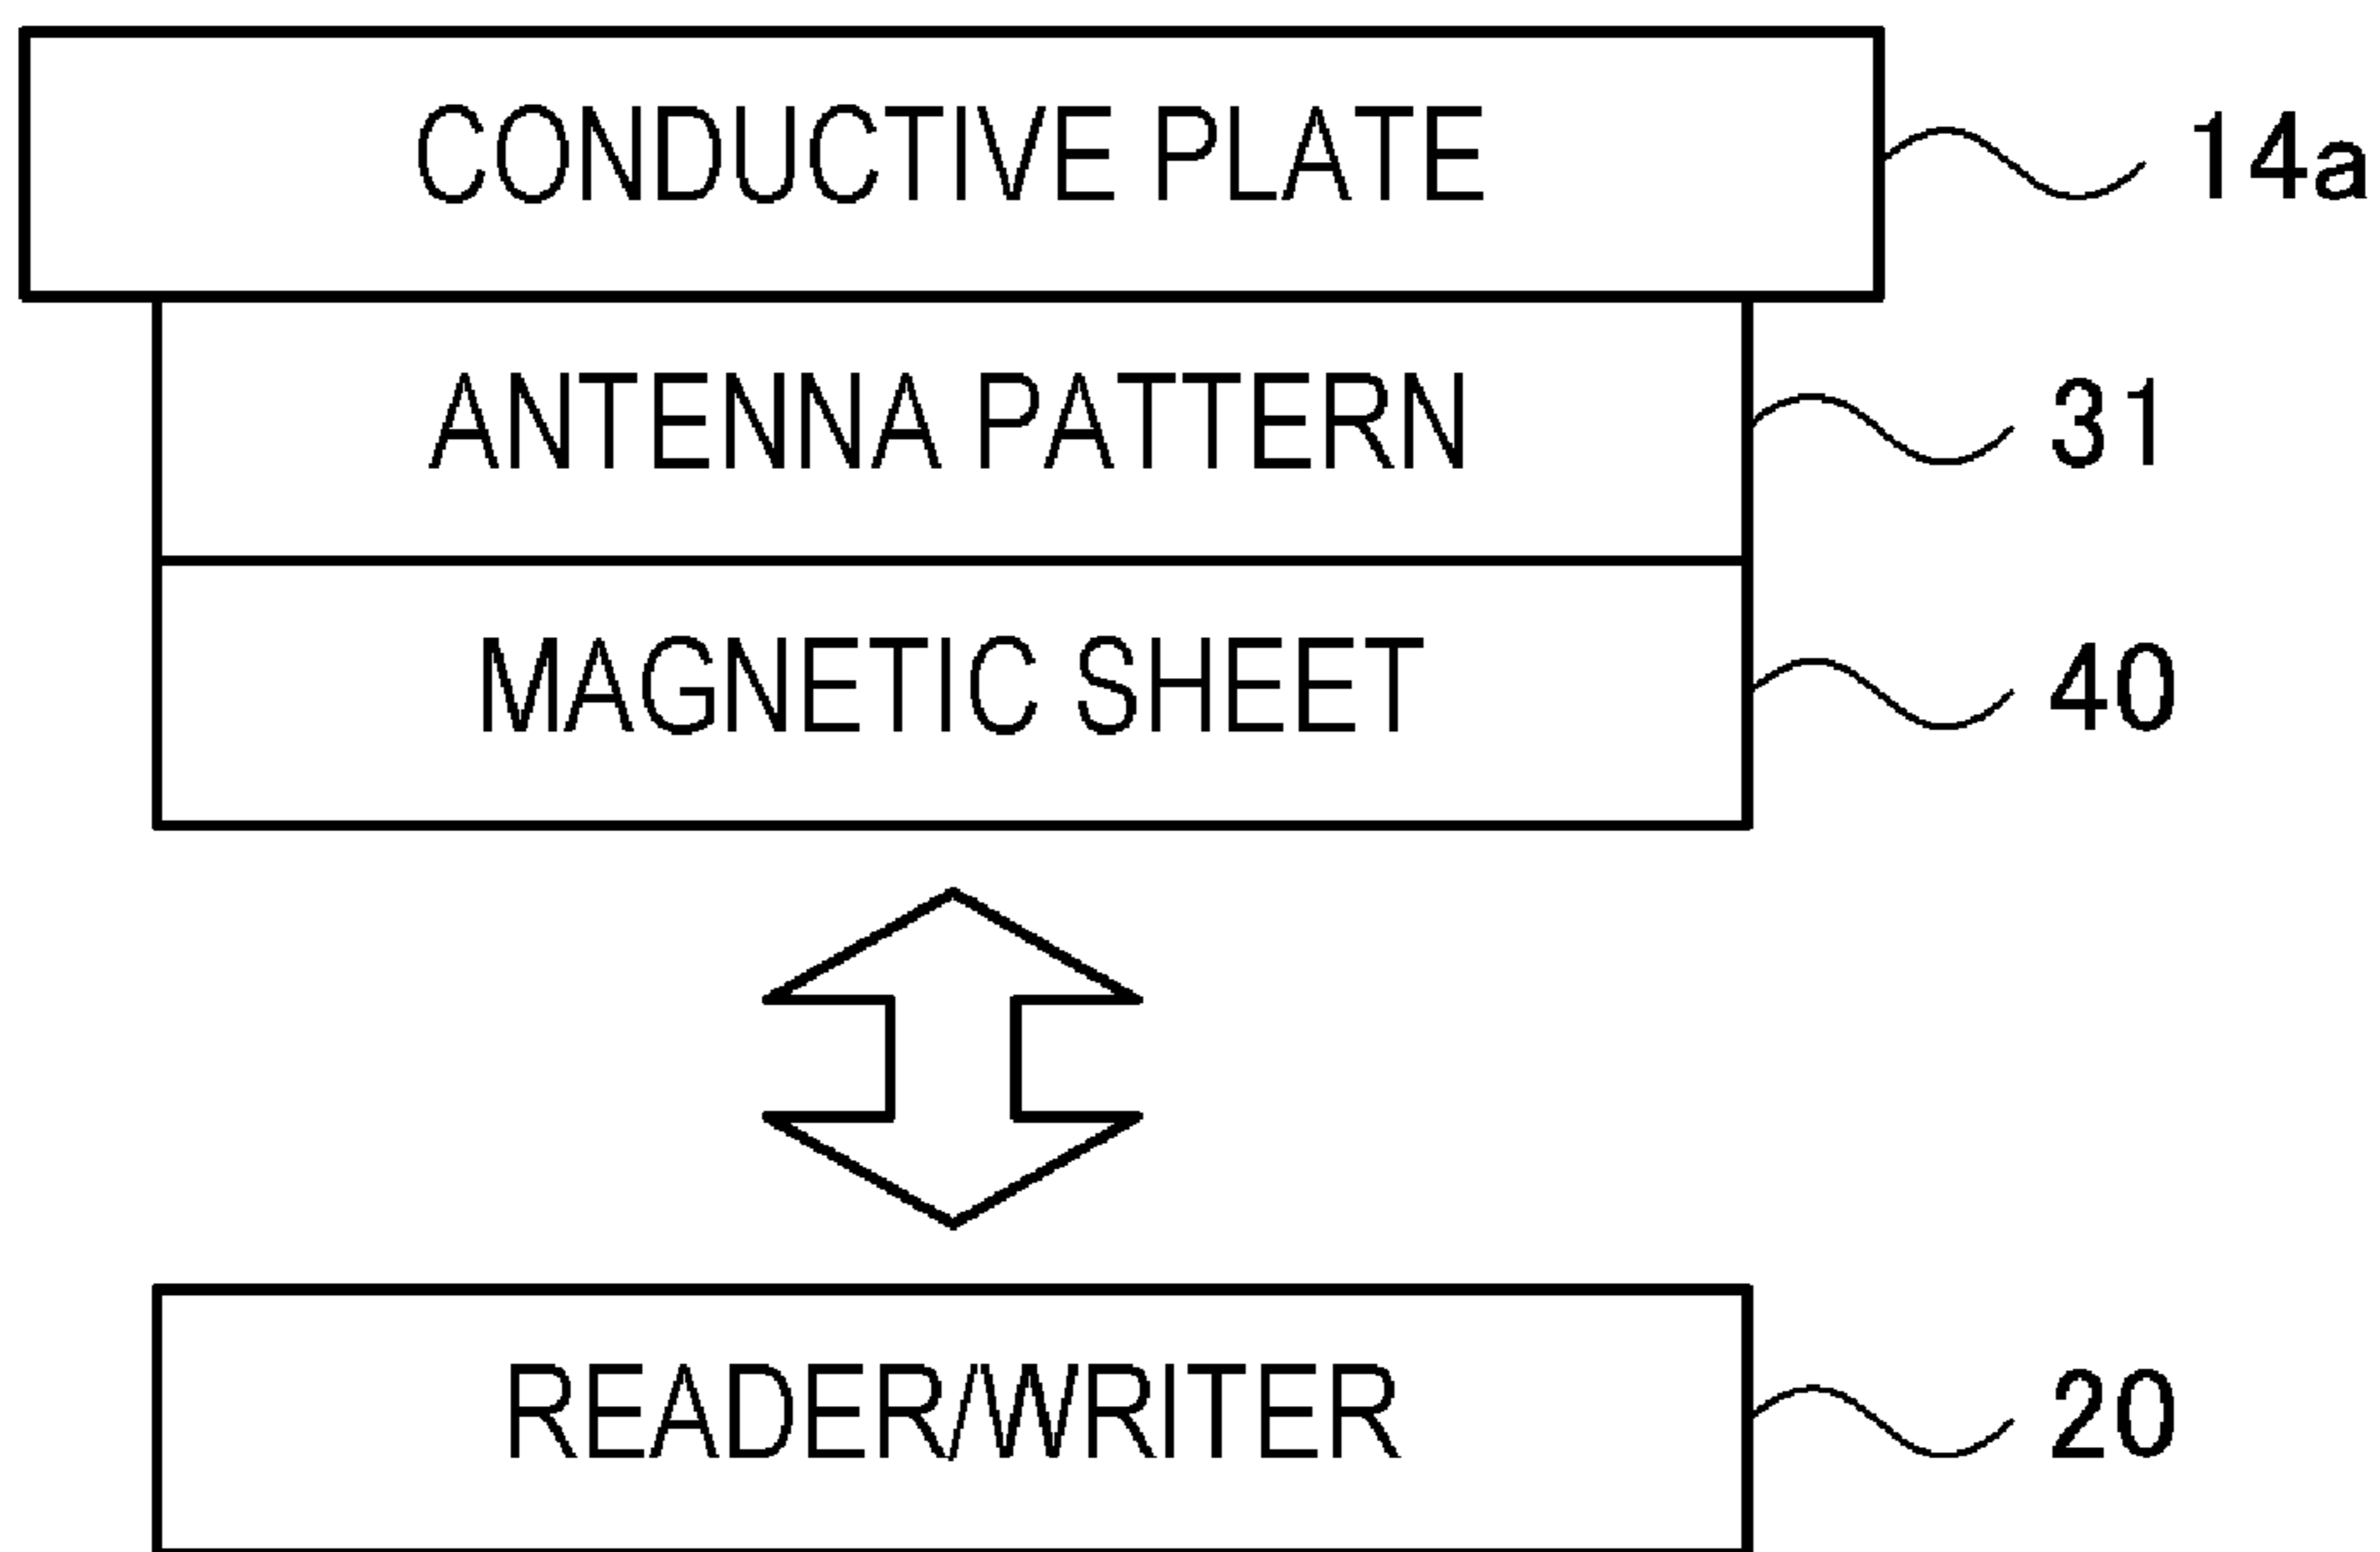 CONDUCTIVE PLATE 14a
ANTENNA PATTERN 31
MAGNETIC SHEET 40
READER/WRITER 20